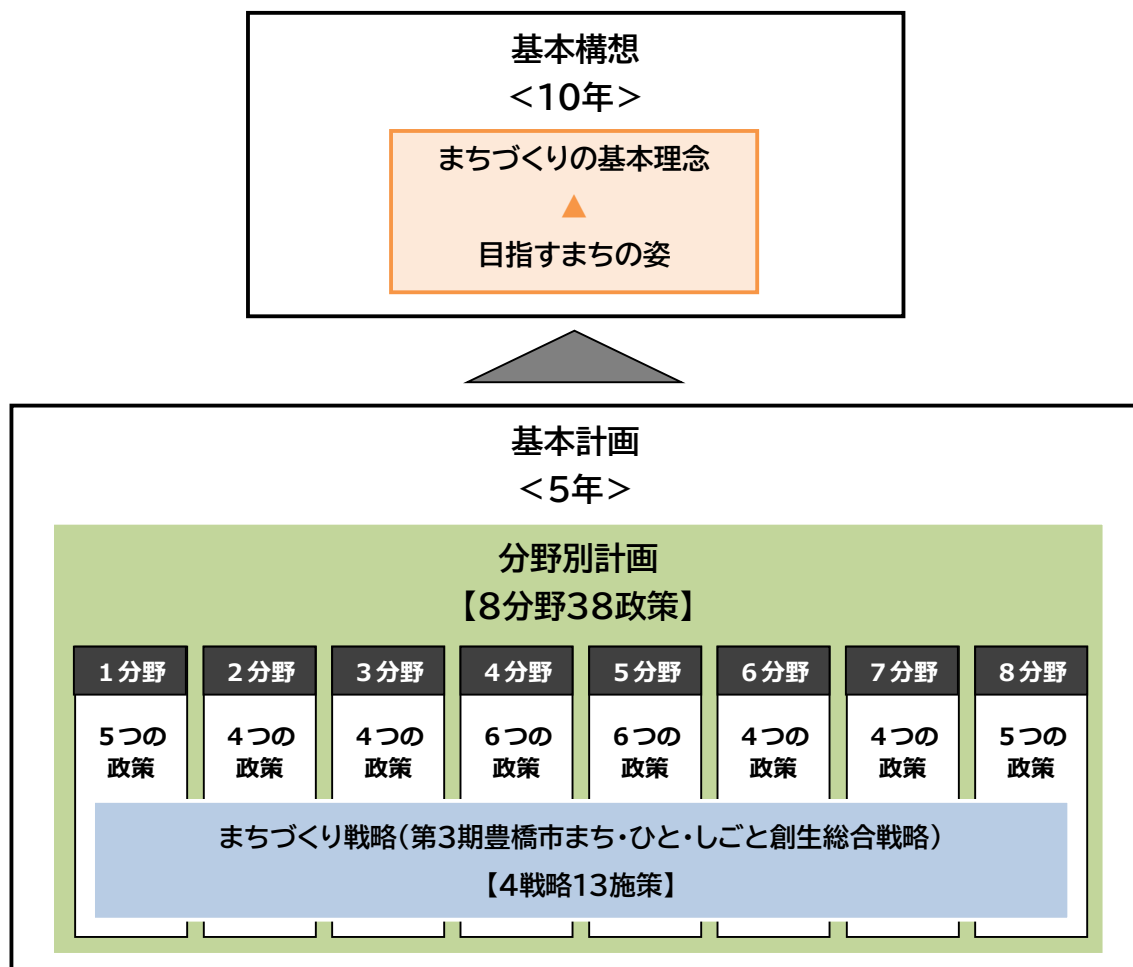 基本構想
＜10年＞
まちづくりの基本理念
▲
目指すまちの姿
基本計画
＜5年＞
分野別計画
【8分野38政策】
1分野 2分野 3分野 4分野 5分野 6分野 7分野 8分野
5つの 4つの 4つの 6つの 6つの 4つの 4つの 5つの
政策 政策 政策 政策 政策 政策 政策 政策
まちづくり戦略（第3期豊橋市まち・ひと・しごと創生総合戦略）
【4戦略13施策】